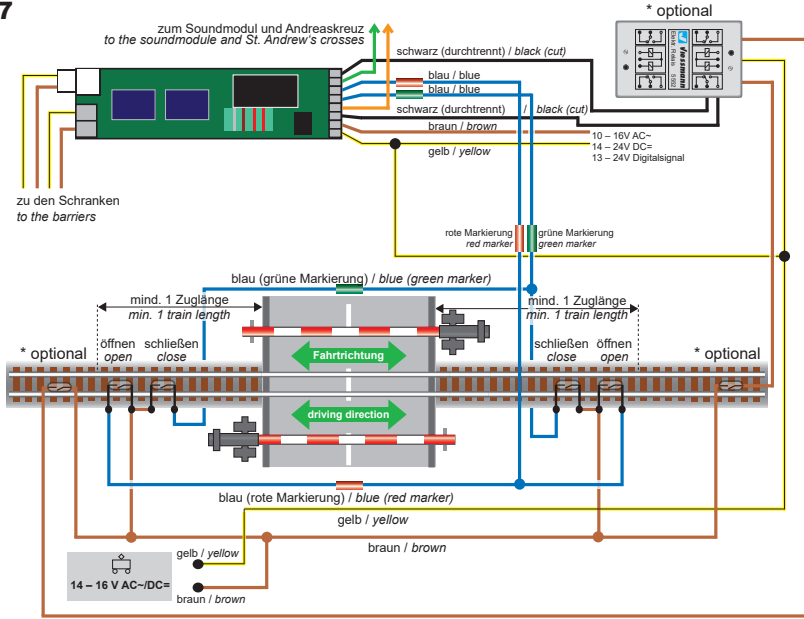 7
* optional
zum Soundmodul und Andreaskreuz
to the soundmodule and St. Andrew's crosses
schwarz (durchtrennt) / black (cut)
viessmann
Elektr. Relais 5552
blau / blue
blau / blue
schwarz (durchtrennt) / black (cut)
braun / brown
gelb / yellow
10 – 16V AC~
14 – 24V DC=
13 – 24V Digitalsignal
zu den Schranken
to the barriers
rote Markierung
red marker
grüne Markierung
green marker
blau (grüne Markierung) / blue (green marker)
mind. 1 Zuglänge
min. 1 train length
mind. 1 Zuglänge
min. 1 train length
* optional
öffnen
open
schließen
close
Fahrtrichtung
schließen
close
öffnen
open
* optional
driving direction
blau (rote Markierung) / blue (red marker)
gelb / yellow
braun / brown
gelb / yellow
14 – 16 V AC~/DC=
braun / brown